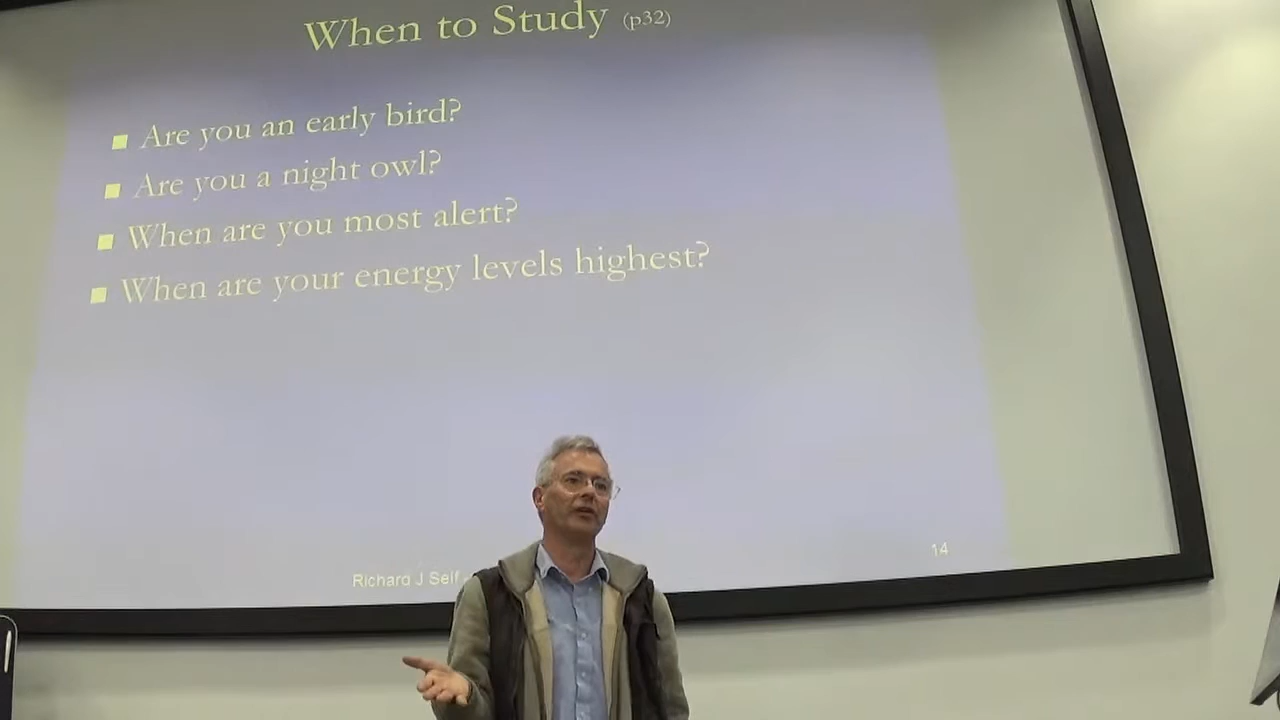 When to Study (p32)
Are you an early bird?
Are you a night owl?
When are you most alert?
When are your energy levels highest?
Richard J Self
14